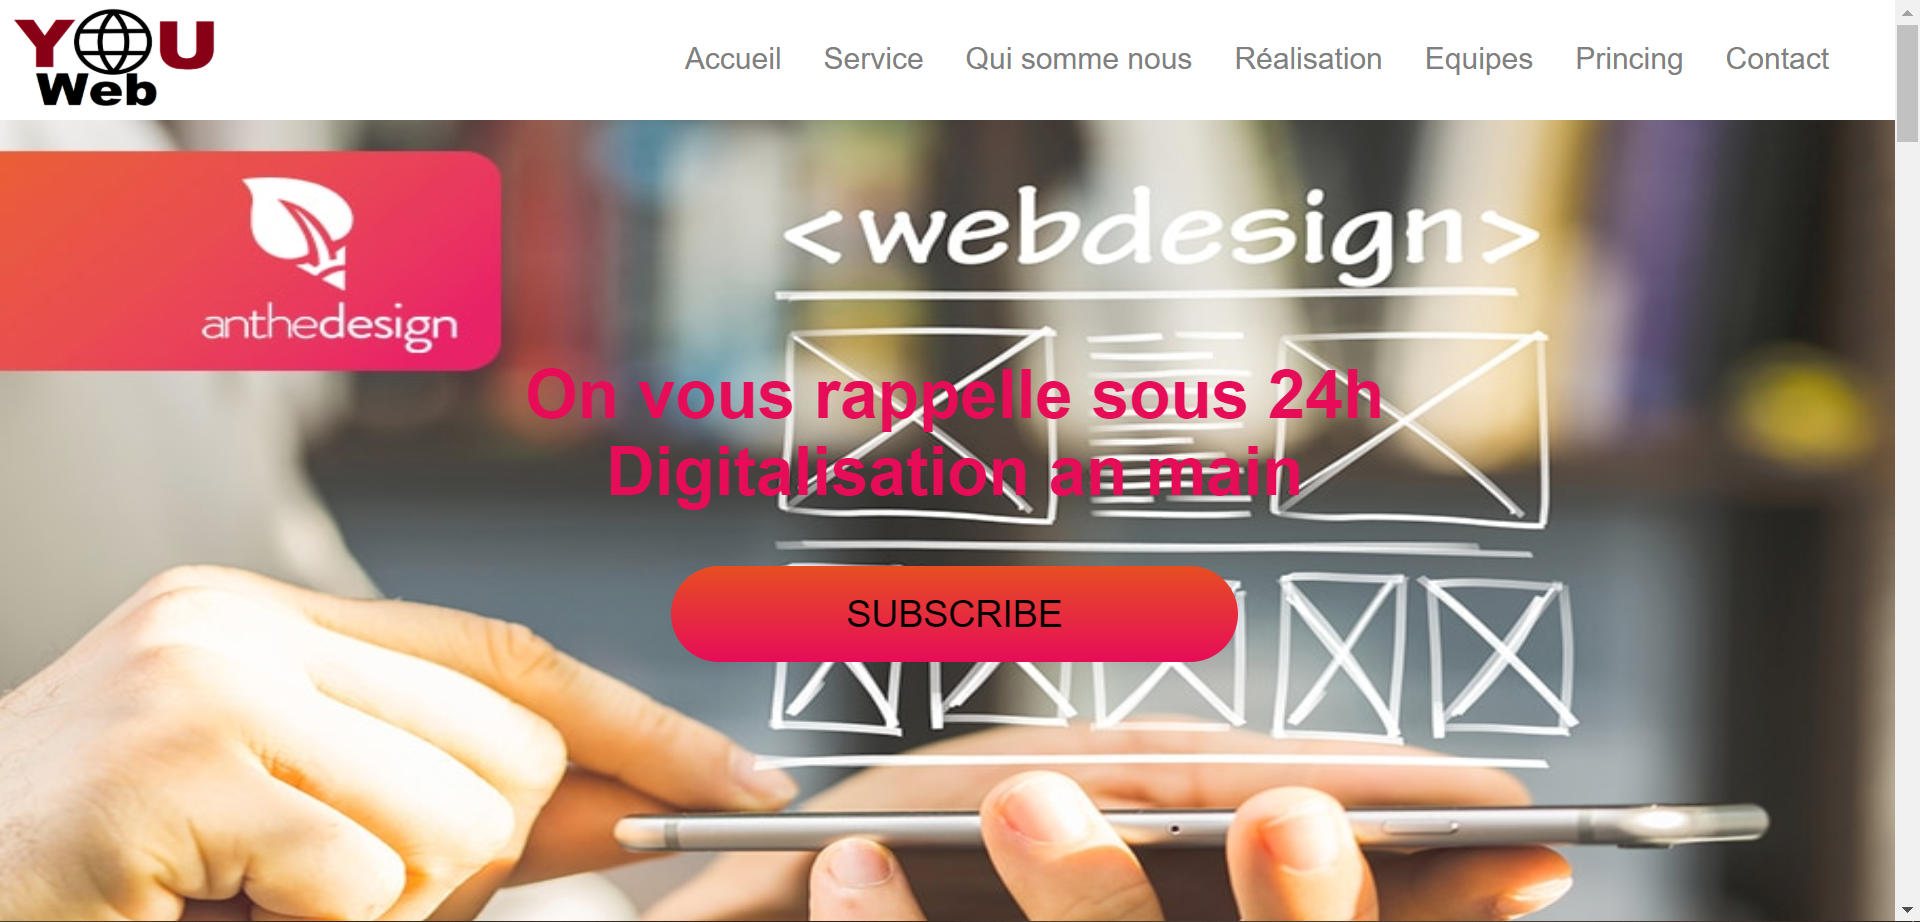 YOU
Web
Accueil Service Qui somme nous Réalisation Equipes Princing Contact
<webdesign>
anthedesign
On vous rappelle sous 24h
Digitalisation an main
SUBSCRIBE